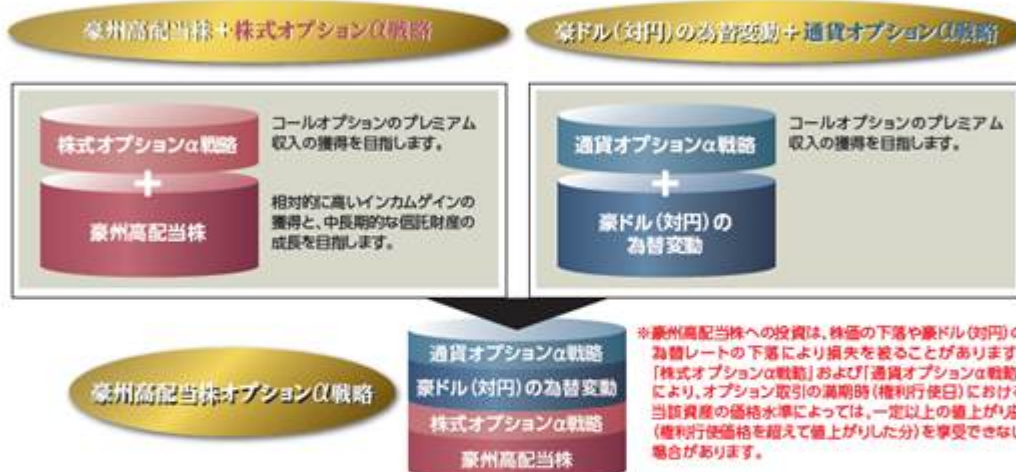 豪州高配当株+株式オプションα戦略
豪ドル(対円)の為替変動+通貨オプションα戦略
株式オプションα戦略
+
豪州高配当株
コールオプションのプレミアム
収入の獲得を目指します。
相対的に高いインカムゲインの
獲得と、中長期的な信託財産の
成長を目指します。
通貨オプションα戦略
+
豪ドル(対円)の
為替変動
コールオプションのプレミアム
収入の獲得を目指します。
豪州高配当株オプションα戦略
通貨オプションα戦略
豪ドル(対円)の為替変動
株式オプションα戦略
豪州高配当株
※豪州高配当株への投資は、株価の下落や豪ドル(対円)の
為替レートの下落により損失を被ることがあります
「株式オプションα戦略」および「通貨オプションα戦略
により、オプション取引の満期時(権利行使日)における
当該資産の価格水準によっては、一定以上の値上がり
(権利行使価格を超えて値上がりした分)を享受できない
場合があります。